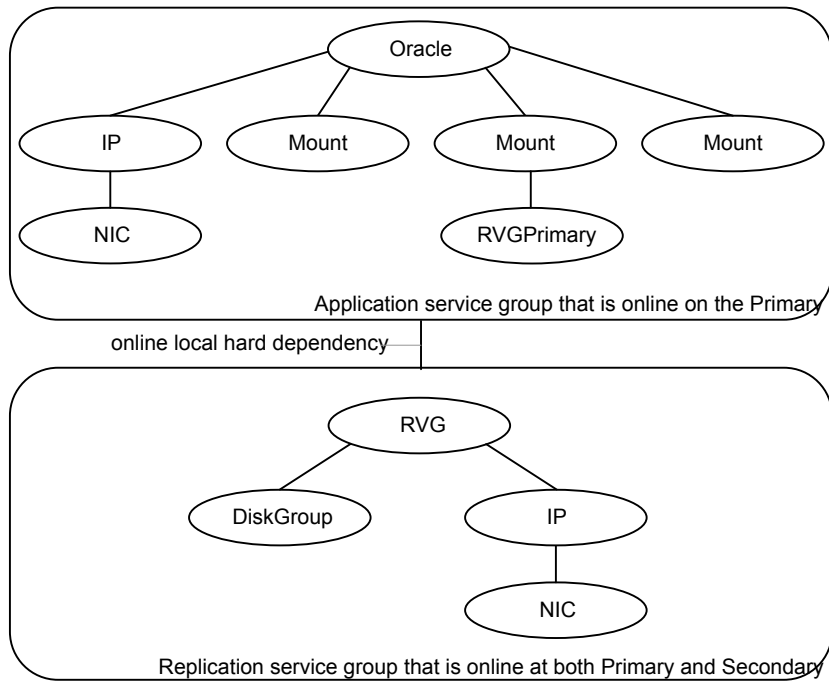 Oracle
IP
Mount
Mount
Mount
NIC
RVGPrimary
Application service group that is online on the Primary
online local hard dependency
RVG
DiskGroup
IP
NIC
Replication service group that is online at both Primary and Secondary